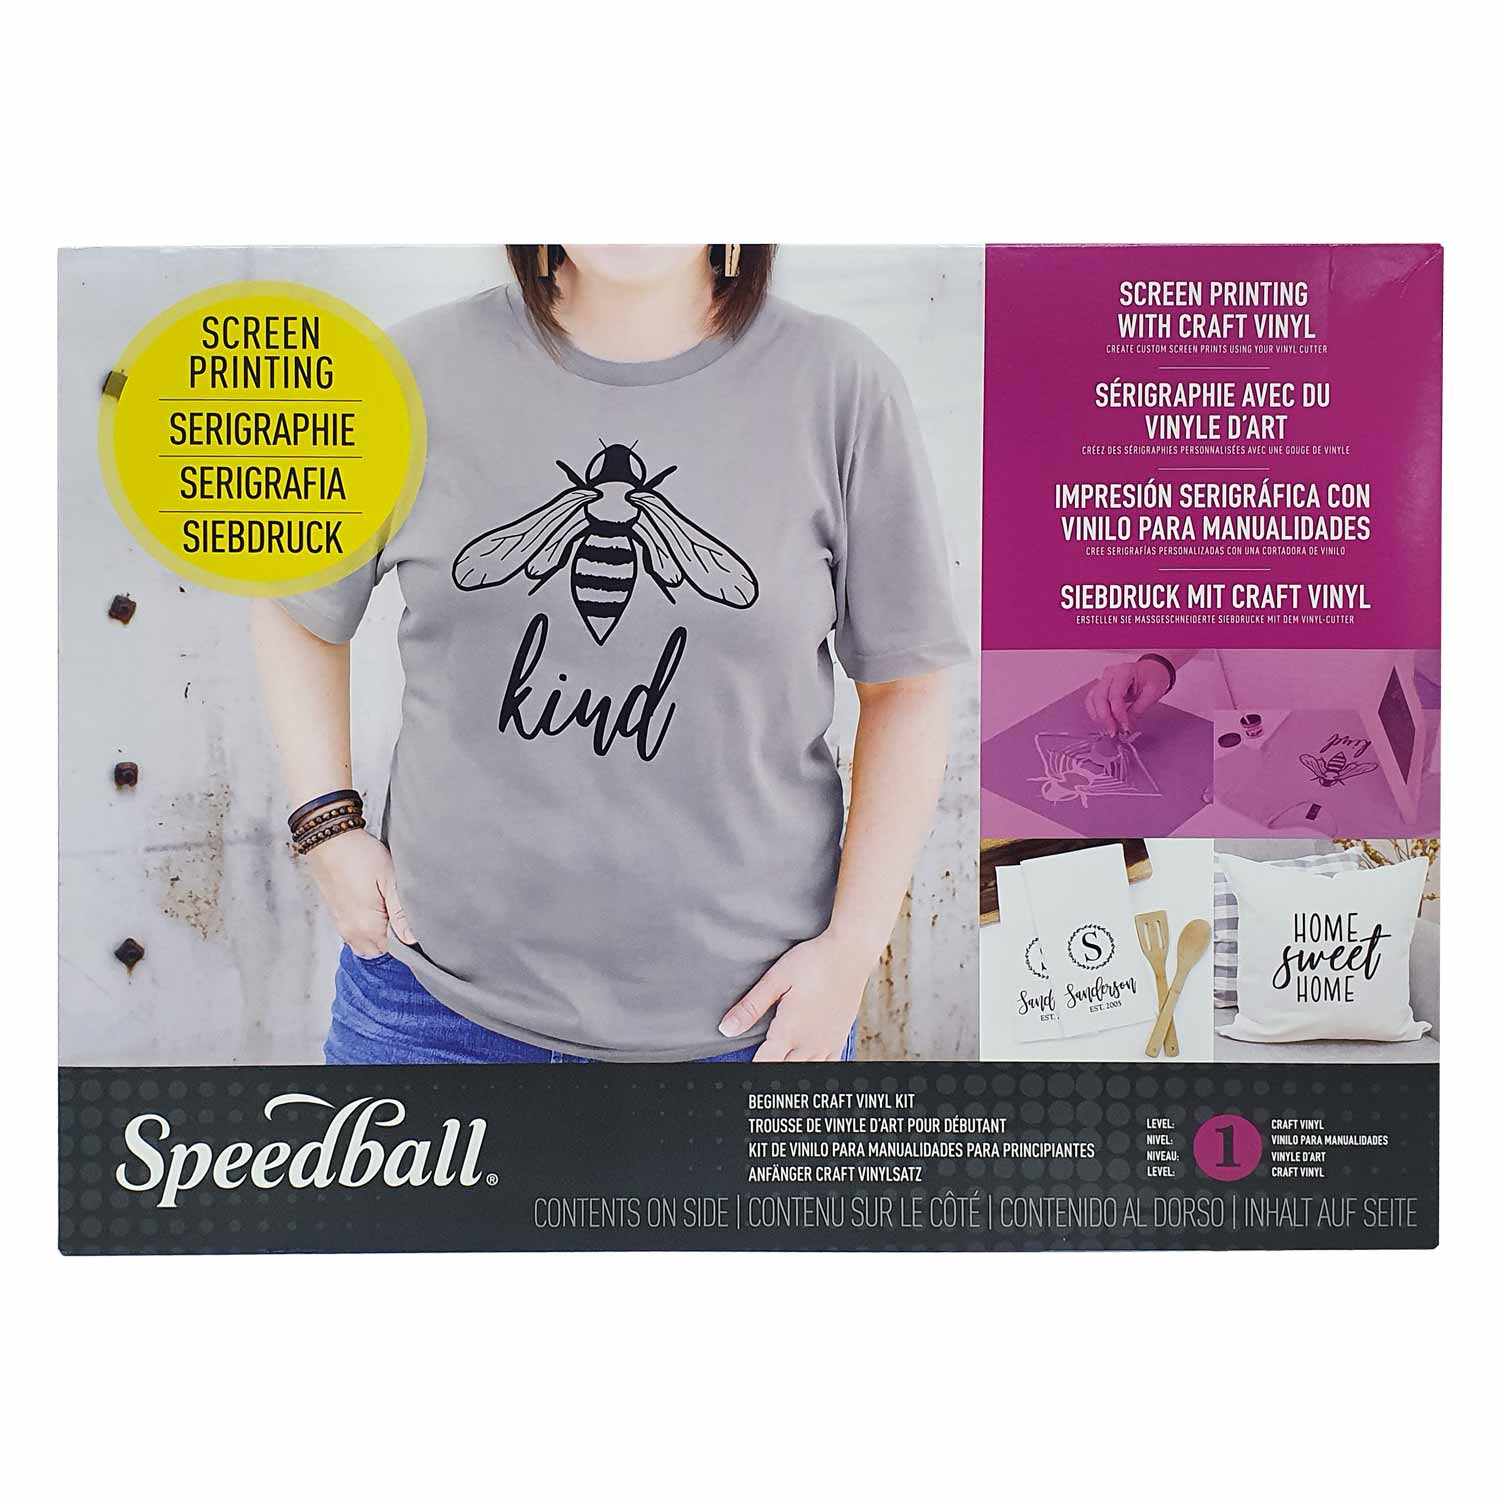 SCREEN
PRINTING
SERIGRAPHIE
SERIGRAFIA
SIEBDRUCK
kind
SCREEN PRINTING
WITH CRAFT VINYL
CREATE CUSTOM SCREEN PRINTS USING YOUR VINYL CUTTER
SÉRIGRAPHIE AVEC DU
VINYLE D'ART
CRÉEZ DES SÉRIGRAPHIES PERSONNALISÉES AVEC UNE GOUGE DE VINYLE
IMPRESIÓN SERIGRÁFICA CON
VINILO PARA MANUALIDADES
CREE SERIGRAFÍAS PERSONALIZADAS CON UNA CORTADORA DE VINILO
SIEBDRUCK MIT CRAFT VINYL
ERSTELLEN SIE MASSGESCHNEIDERTE SIEBDRUCKE MIT DEM VINYL-CUTTER
kind
S
Sand
EST.
S
Sanderson
EST. 2005
HOME
sweet
HOME
Speedball®
BEGINNER CRAFT VINYL KIT
TROUSSE DE VINYLE D'ART POUR DÉBUTANT
KIT DE VINILO PARA MANUALIDADES PARA PRINCIPIANTES
ANFÄNGER CRAFT VINYLSATZ
LEVEL:
NIVEL:
NIVEAU:
LEVEL:
1
CRAFT VINYL
VINILO PARA MANUALIDADES
VINYLE D'ART
CRAFT VINYL
CONTENTS ON SIDE | CONTENU SUR LE CÔTÉ | CONTENIDO AL DORSO | INHALT AUF SEITE